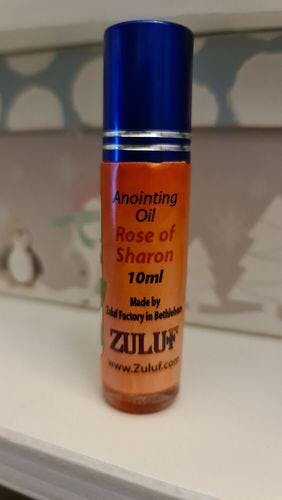 Anointing
Oil
Rose of
Sharon
10ml
Made by
Zuluf Factory in Bethlehem
ZULUF
www.Zuluf.com